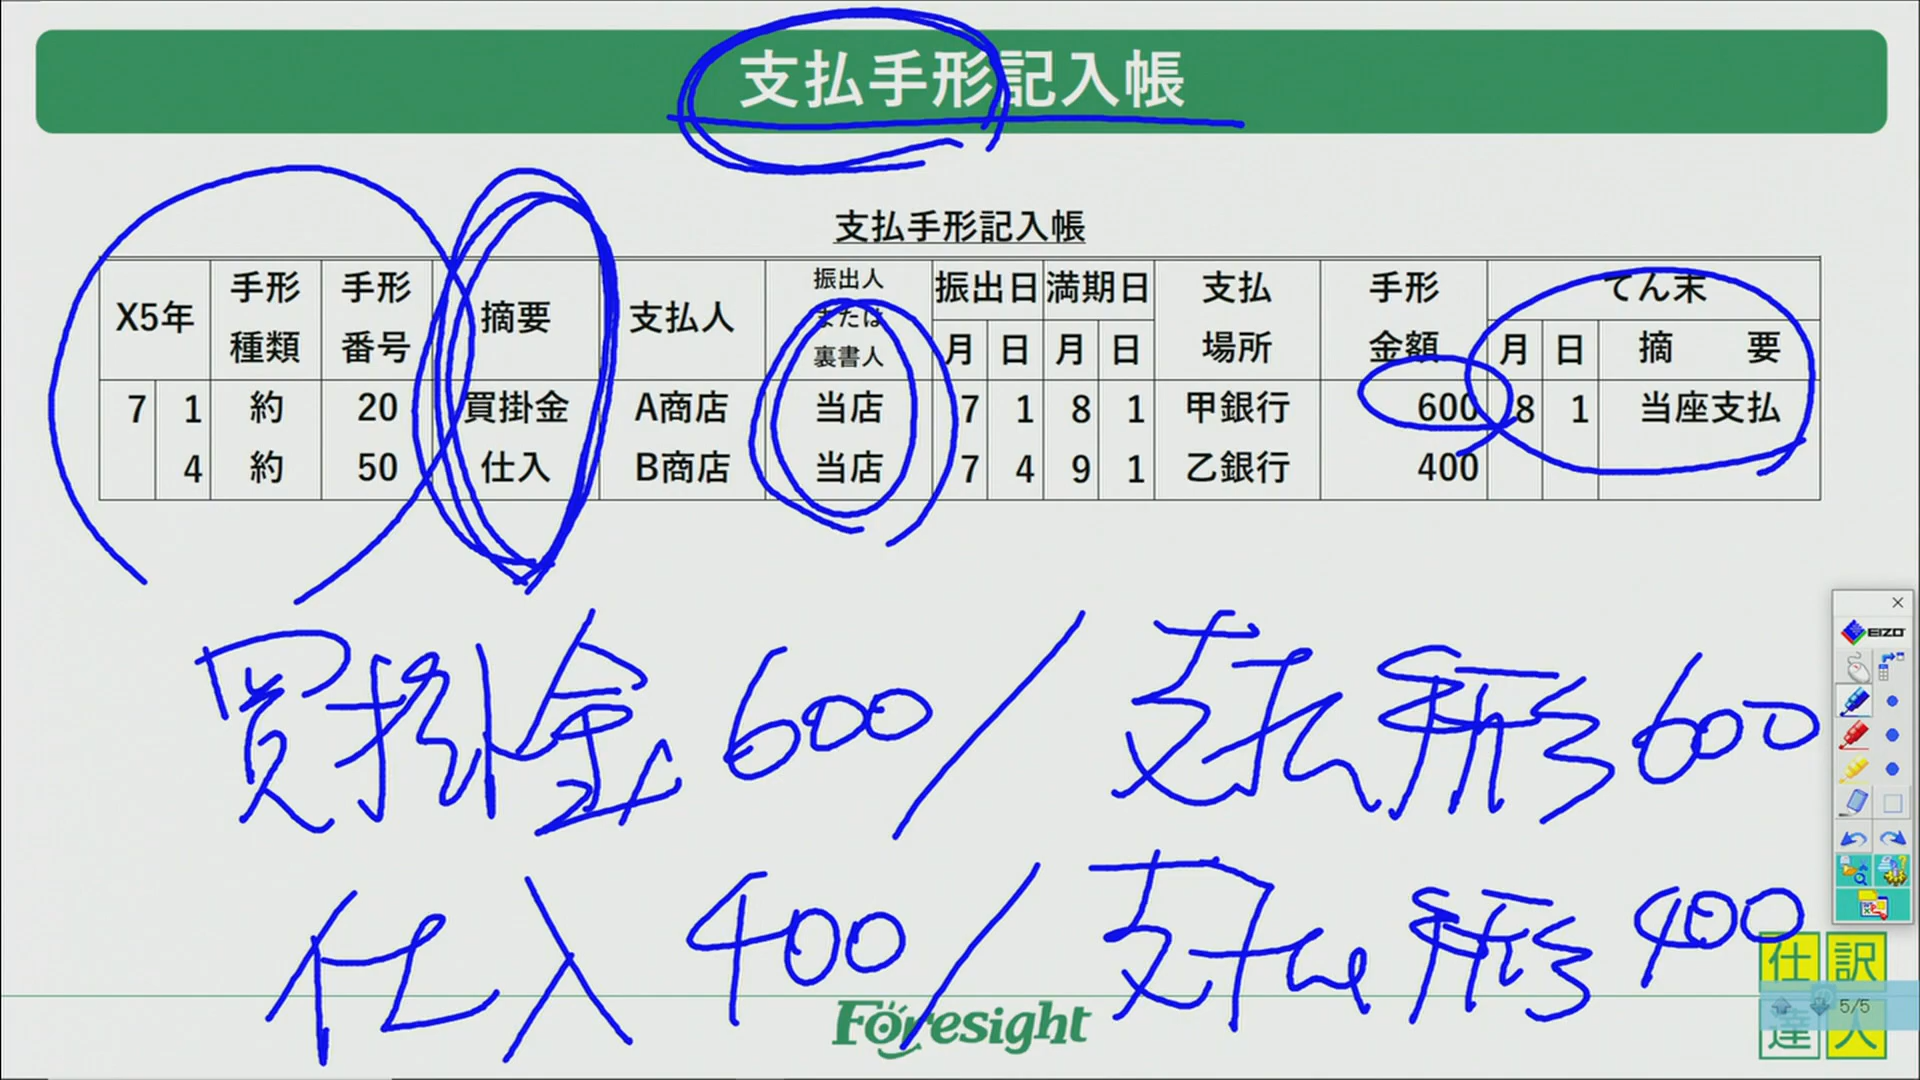 支払手形記入帳
支払手形記入帳
X5年 手形種類 手形番号 摘要 支払人 振出人または裏書人 振出日 満期日 支払場所 手形金額 てん末
月 日 月 日 月 日 摘 要
7 1 約 20 買掛金 A商店 当店 7 1 8 1 甲銀行 600 8 1 当座支払
4 約 50 仕入 B商店 当店 7 4 9 1 乙銀行 400
EIZO
買掛金 600 / 支払手形 600
仕入 400 / 支払手形 400
Foresight
仕訳
5/5
達人